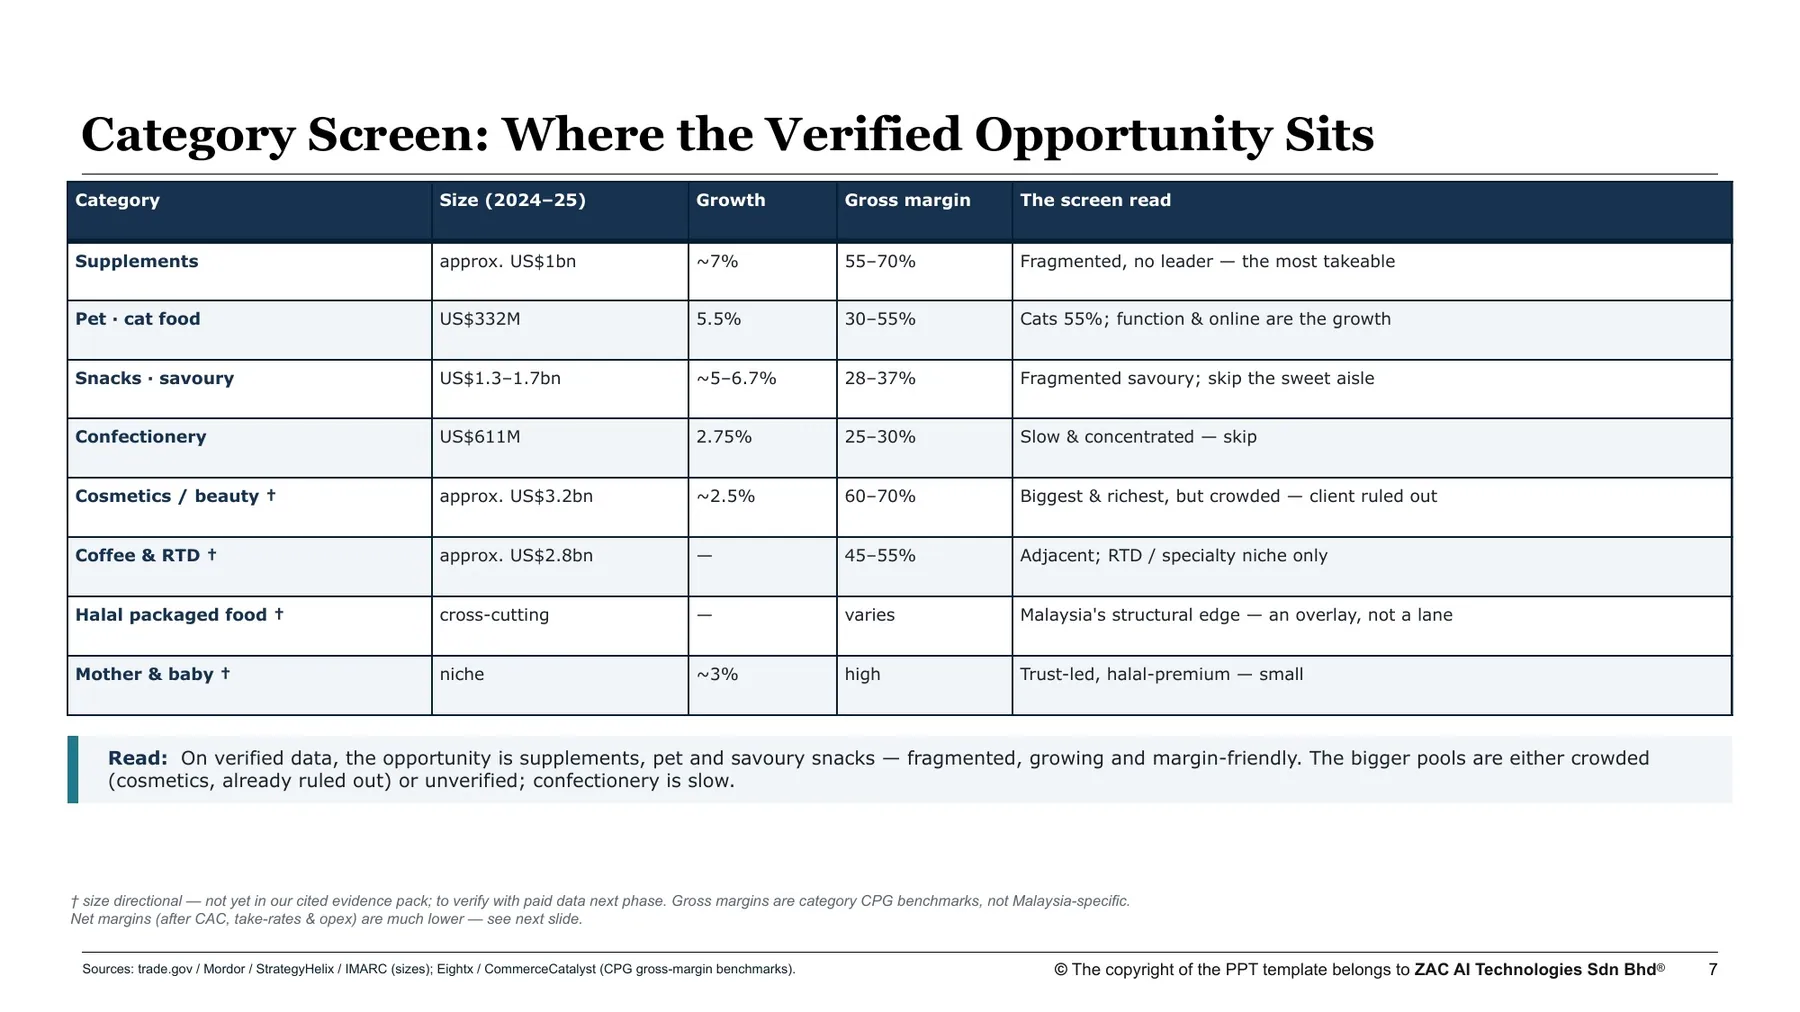 Category Screen: Where the Verified Opportunity Sits
Category Size (2024–25) Growth Gross margin The screen read
Supplements approx. US$1bn ~7% 55–70% Fragmented, no leader — the most takeable
Pet · cat food US$332M 5.5% 30–55% Cats 55%; function & online are the growth
Snacks · savoury US$1.3–1.7bn ~5–6.7% 28–37% Fragmented savoury; skip the sweet aisle
Confectionery US$611M 2.75% 25–30% Slow & concentrated — skip
Cosmetics / beauty † approx. US$3.2bn ~2.5% 60–70% Biggest & richest, but crowded — client ruled out
Coffee & RTD † approx. US$2.8bn — 45–55% Adjacent; RTD / specialty niche only
Halal packaged food † cross-cutting — varies Malaysia's structural edge — an overlay, not a lane
Mother & baby † niche ~3% high Trust-led, halal-premium — small
Read: On verified data, the opportunity is supplements, pet and savoury snacks — fragmented, growing and margin-friendly. The bigger pools are either crowded
(cosmetics, already ruled out) or unverified; confectionery is slow.
† size directional — not yet in our cited evidence pack; to verify with paid data next phase. Gross margins are category CPG benchmarks, not Malaysia-specific.
Net margins (after CAC, take-rates & opex) are much lower — see next slide.
Sources: trade.gov / Mordor / StrategyHelix / IMARC (sizes); Eightx / CommerceCatalyst (CPG gross-margin benchmarks).
© The copyright of the PPT template belongs to ZAC AI Technologies Sdn Bhd® 7